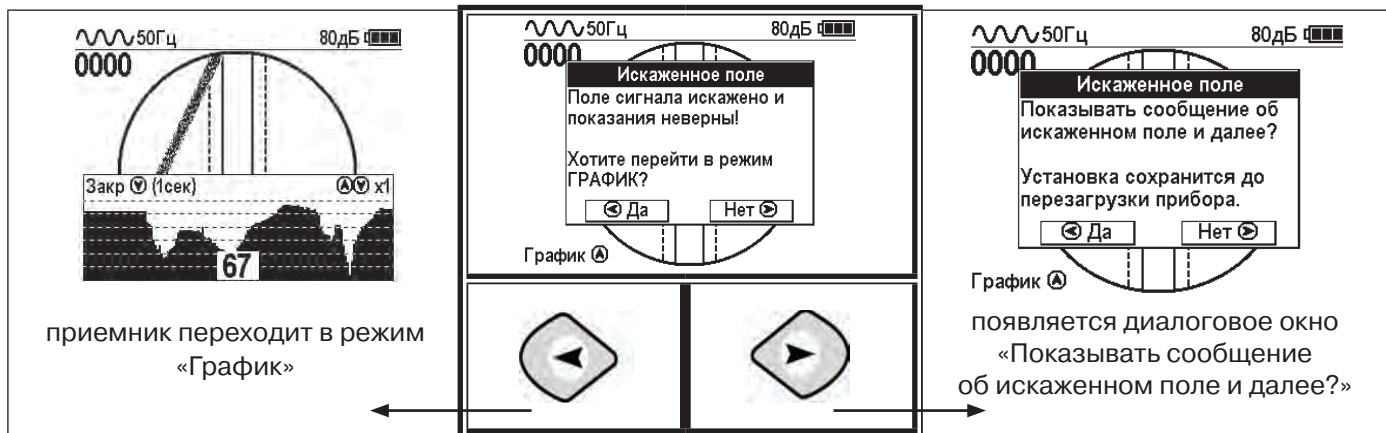 50Гц 80дБ
0000
Закр (1сек) x1
67
приемник переходит в режим
«График»
50Гц 80дБ
0000
Искаженное поле
Поле сигнала искажено и
показания неверны!
Хотите перейти в режим
ГРАФИК?
Да Нет
График
50Гц 80дБ
0000
Искаженное поле
Показывать сообщение об
искаженном поле и далее?
Установка сохранится до
перезагрузки прибора.
Да Нет
График
появляется диалоговое окно
«Показывать сообщение
об искаженном поле и далее?»